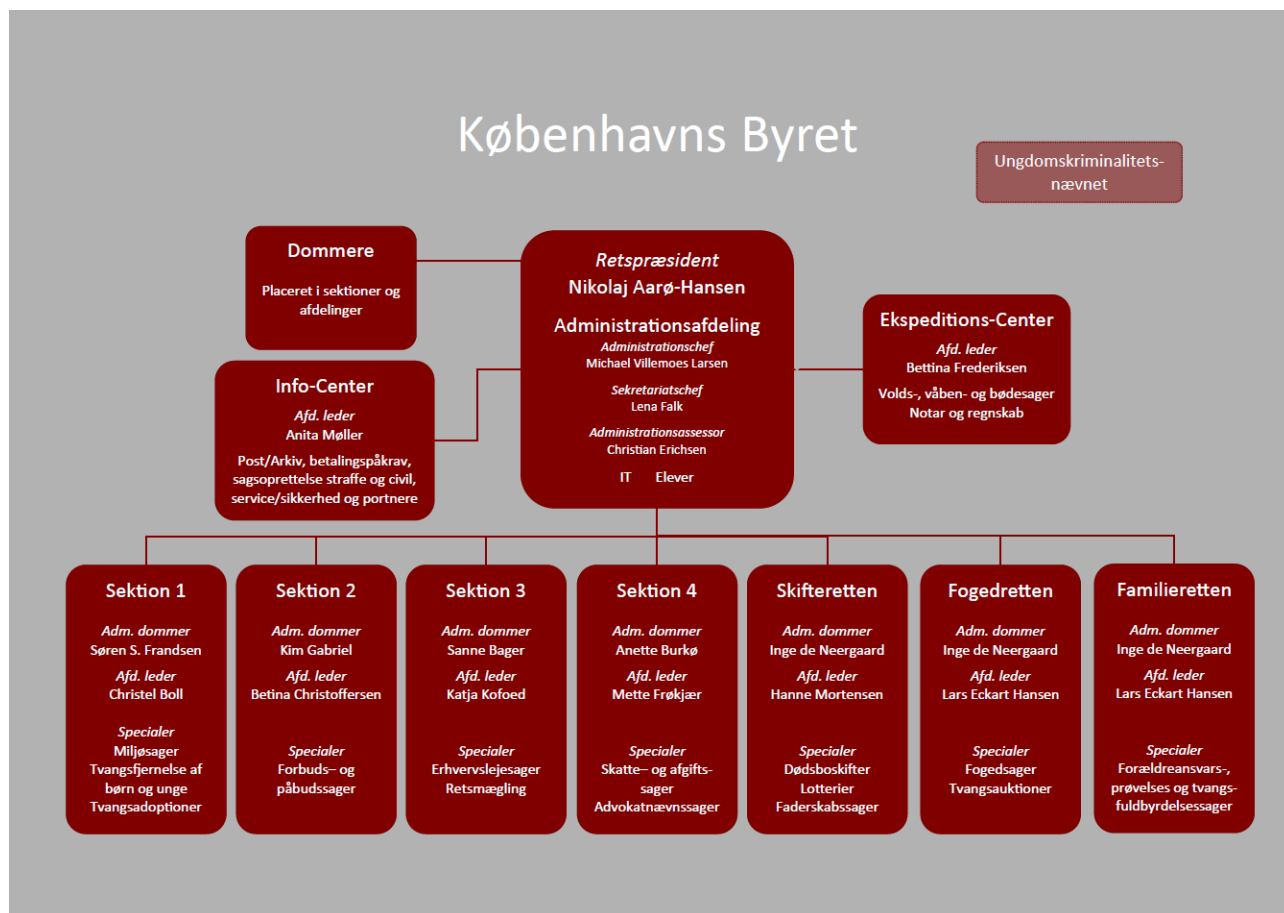 Københavns Byret
Ungdomskriminalitets-
nævnet
Dommere
Placeret i sektioner og
afdelinger
Retspræsident
Nikolaj Aarø-Hansen
Administrationsafdeling
Administrationschef
Michael Villemoes Larsen
Sekretariatschef
Lena Falk
Administrationsassessor
Christian Erichsen
IT Elever
Ekspeditions-Center
Afd. leder
Bettina Frederiksen
Volds-, våben- og bødesager
Notar og regnskab
Info-Center
Afd. leder
Anita Møller
Post/Arkiv, betalingspåkrav,
sagsoprettelse straffe og civil,
service/sikkerhed og portnere
Sektion 1
Adm. dommer
Søren S. Frandsen
Afd. leder
Christel Boll
Specialer
Miljøsager
Tvangsfjernelse af
børn og unge
Tvangsadoptioner
Sektion 2
Adm. dommer
Kim Gabriel
Afd. leder
Betina Christoffersen
Specialer
Forbuds– og
påbudssager
Sektion 3
Adm. dommer
Sanne Bager
Afd. leder
Katja Kofoed
Specialer
Erhvervslejesager
Retsmægling
Sektion 4
Adm. dommer
Anette Burkø
Afd. leder
Mette Frøkjær
Specialer
Skatte– og afgifts-
sager
Advokatnævnssager
Skifteretten
Adm. dommer
Inge de Neergaard
Afd. leder
Hanne Mortensen
Specialer
Dødsboskifter
Lotterier
Faderskabssager
Fogedretten
Adm. dommer
Inge de Neergaard
Afd. leder
Lars Eckart Hansen
Specialer
Fogedsager
Tvangsauktioner
Familieretten
Adm. dommer
Inge de Neergaard
Afd. leder
Lars Eckart Hansen
Specialer
Forældreansvars-,
prøvelses og tvangs-
fuldbyrdelsessager